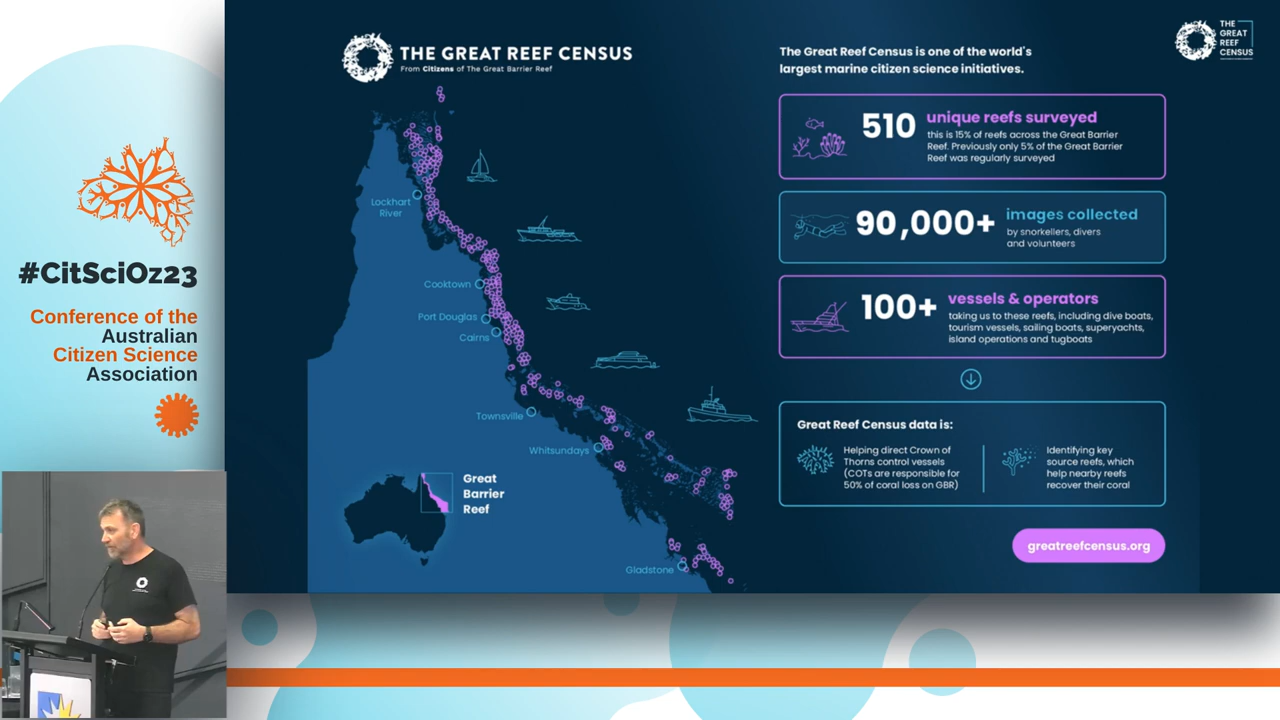 #CitSciOz23
Conference of the
Australian
Citizen Science
Association
THE GREAT REEF CENSUS
From Citizens of The Great Barrier Reef
Lockhart
River
Cooktown
Port Douglas
Cairns
Townsville
Whitsundays
Gladstone
Great
Barrier
Reef
The Great Reef Census is one of the world's
largest marine citizen science initiatives.
510 unique reefs surveyed
this is 15% of reefs across the Great Barrier
Reef. Previously only 5% of the Great Barrier
Reef was regularly surveyed
90,000+ images collected
by snorkellers, divers
and volunteers
100+ vessels & operators
taking us to these reefs, including dive boats,
tourism vessels, sailing boats, superyachts,
island operations and tugboats
Great Reef Census data is:
Helping direct Crown of
Thorns control vessels
(COTs are responsible for
50% of coral loss on GBR)
Identifying key
source reefs, which
help nearby reefs
recover their coral
greatreefcensus.org
THE
GREAT
REEF
CENSUS